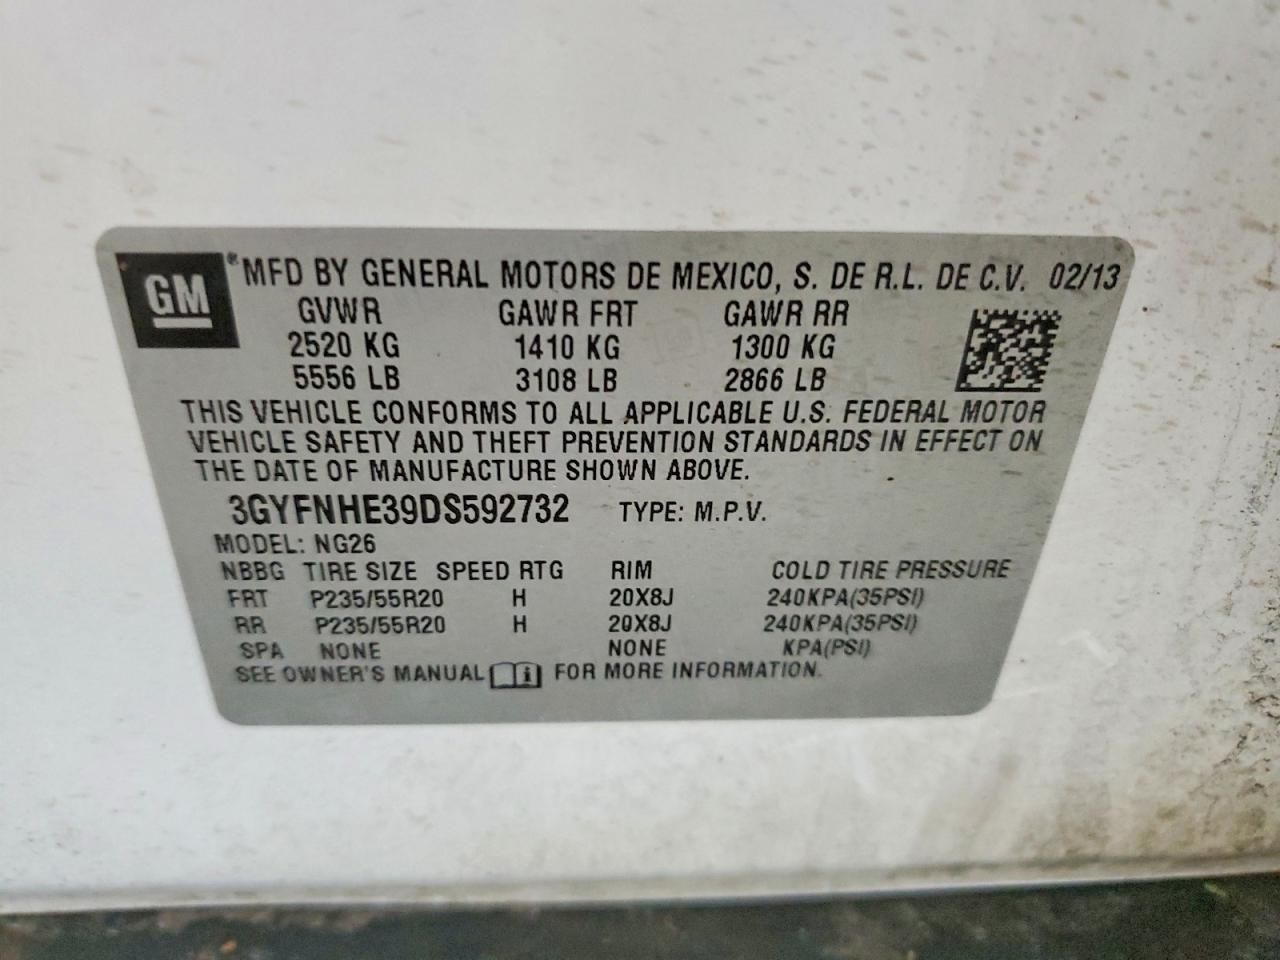 GM
® MFD BY GENERAL MOTORS DE MEXICO, S. DE R.L. DE C.V. 02/13
GVWR GAWR FRT GAWR RR
2520 KG 1410 KG 1300 KG
5556 LB 3108 LB 2866 LB
THIS VEHICLE CONFORMS TO ALL APPLICABLE U.S. FEDERAL MOTOR
VEHICLE SAFETY AND THEFT PREVENTION STANDARDS IN EFFECT ON
THE DATE OF MANUFACTURE SHOWN ABOVE.
3GYFNHE39DS592732 TYPE: M.P.V.
MODEL: NG26
NBBG TIRE SIZE SPEED RTG RIM COLD TIRE PRESSURE
FRT P235/55R20 H 20X8J 240KPA(35PSI)
RR P235/55R20 H 20X8J 240KPA(35PSI)
SPA NONE NONE KPA(PSI)
SEE OWNER'S MANUAL i FOR MORE INFORMATION.